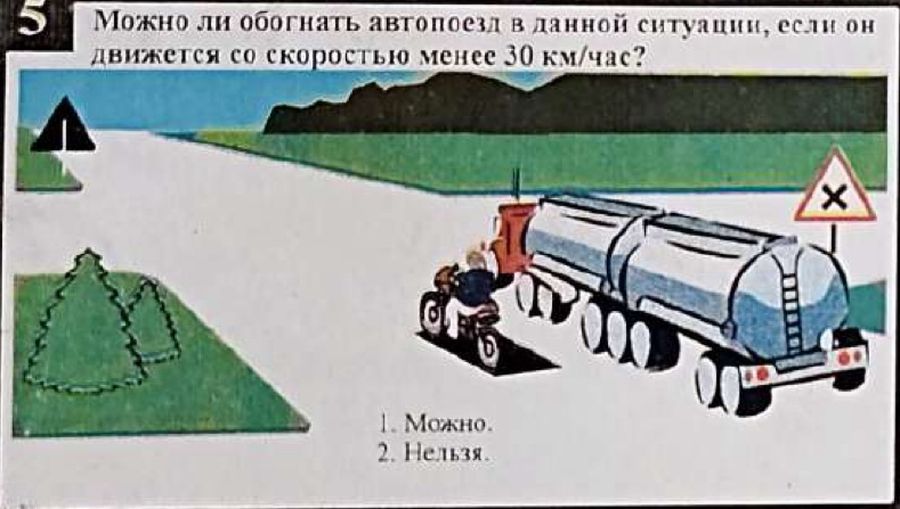 5
Можно ли обогнать автопоезд в данной ситуации, если он
движется со скоростью менее 30 км/час?
1. Можно.
2. Нельзя.